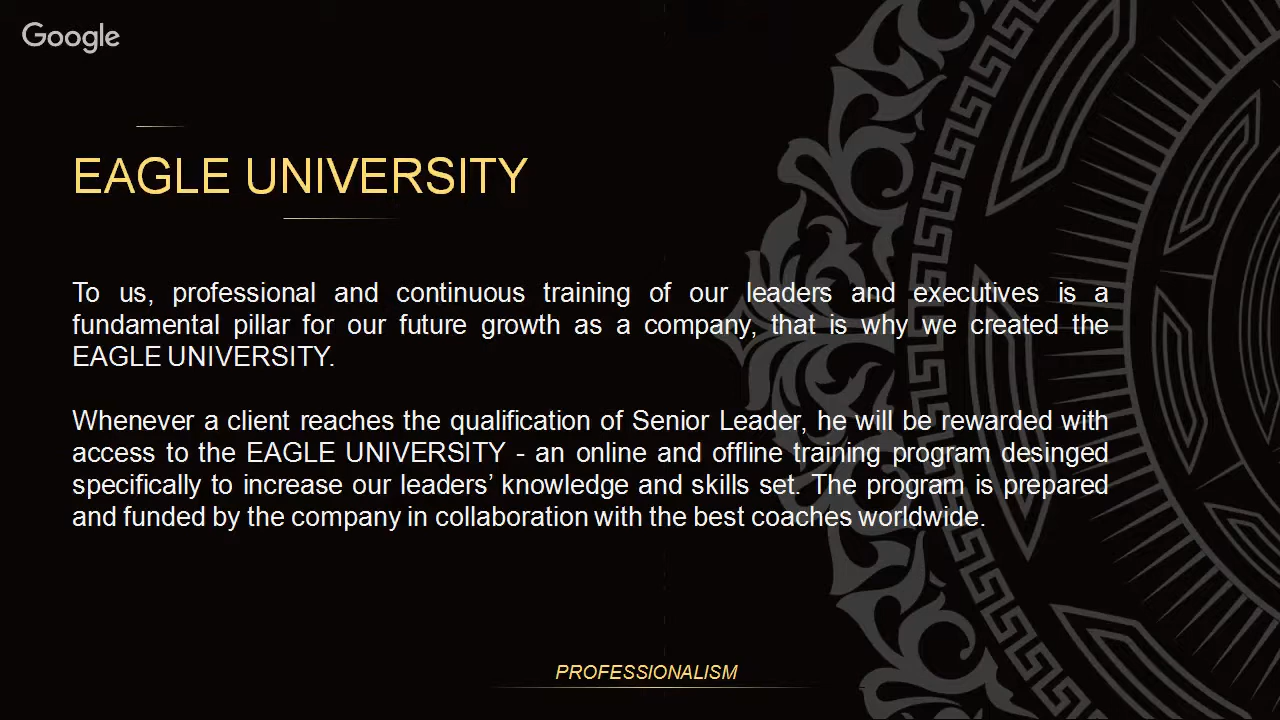 Google
EAGLE UNIVERSITY
To us, professional and continuous training of our leaders and executives is a
fundamental pillar for our future growth as a company, that is why we created the
EAGLE UNIVERSITY.
Whenever a client reaches the qualification of Senior Leader, he will be rewarded with
access to the EAGLE UNIVERSITY - an online and offline training program desinged
specifically to increase our leaders’ knowledge and skills set. The program is prepared
and funded by the company in collaboration with the best coaches worldwide.
PROFESSIONALISM